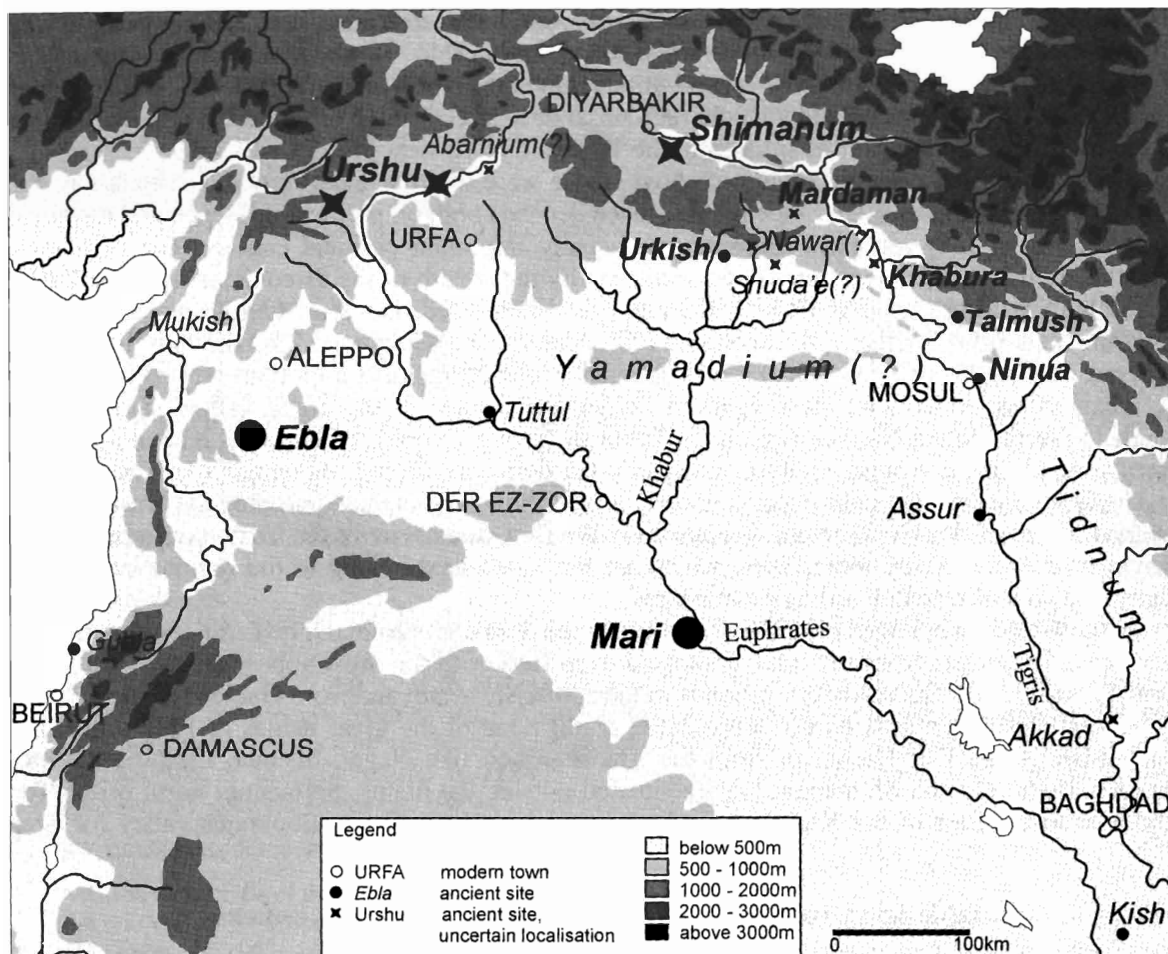 DIYARBAKIR
Shimanum
Abarnium(?)
Urshu
Mardaman
URFA
Urkish
Nawar(?)
Shuda'e(?)
Khabura
Mukish
Talmush
ALEPPO
Yamadium(?)
Ninua
MOSUL
Tuttul
Ebla
Khabur
DER EZ-ZOR
Assur
Tidnum
Mari
Euphrates
Gubla
Tigris
BEIRUT
DAMASCUS
Akkad
BAGHDAD
Legend
URFA modern town
Ebla ancient site
Urshu ancient site,
uncertain localisation
below 500m
500 - 1000m
1000 - 2000m
2000 - 3000m
above 3000m
100km
0
Kish